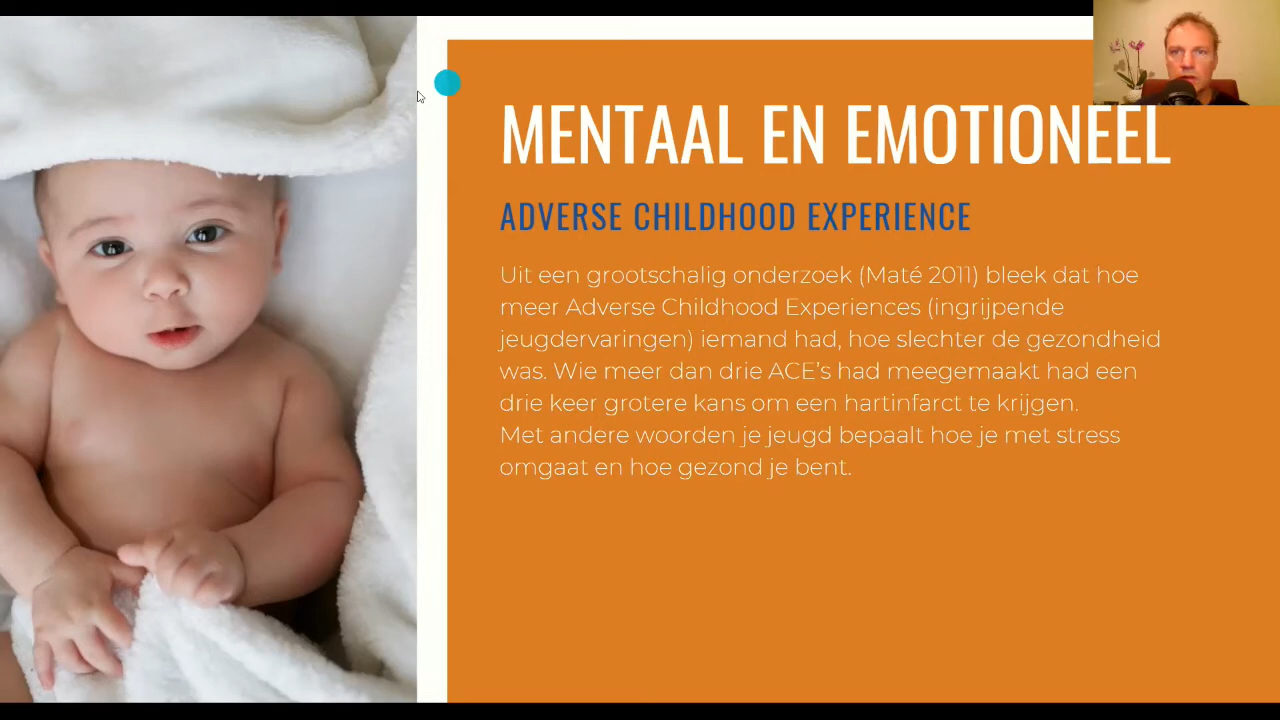 MENTAAL EN EMOTIONEEL
ADVERSE CHILDHOOD EXPERIENCE
Uit een grootschalig onderzoek (Maté 2011) bleek dat hoe
meer Adverse Childhood Experiences (ingrijpende
jeugdervaringen) iemand had, hoe slechter de gezondheid
was. Wie meer dan drie ACE's had meegemaakt had een
drie keer grotere kans om een hartinfarct te krijgen.
Met andere woorden je jeugd bepaalt hoe je met stress
omgaat en hoe gezond je bent.